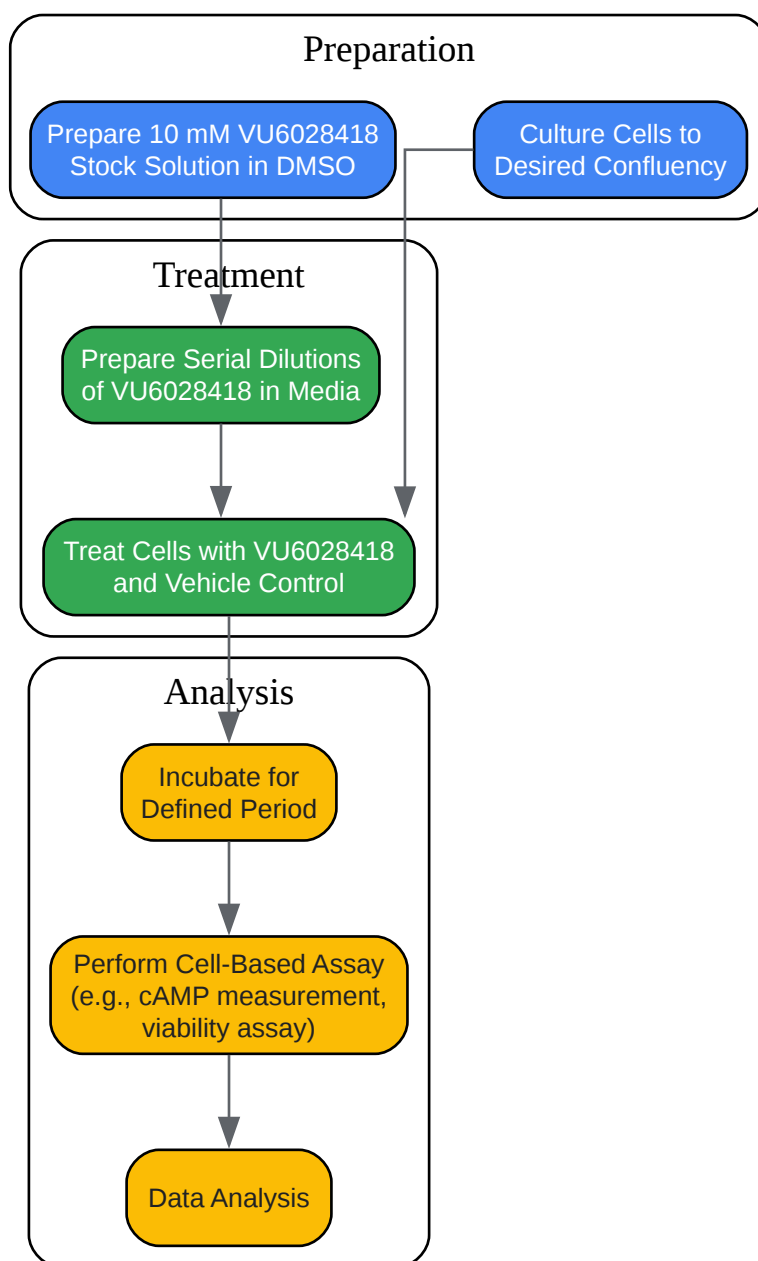 Preparation
Prepare 10 mM VU6028418
Stock Solution in DMSO
Culture Cells to
Desired Confluency
Treatment
Prepare Serial Dilutions
of VU6028418 in Media
Treat Cells with VU6028418
and Vehicle Control
Analysis
Incubate for
Defined Period
Perform Cell-Based Assay
(e.g., cAMP measurement,
viability assay)
Data Analysis